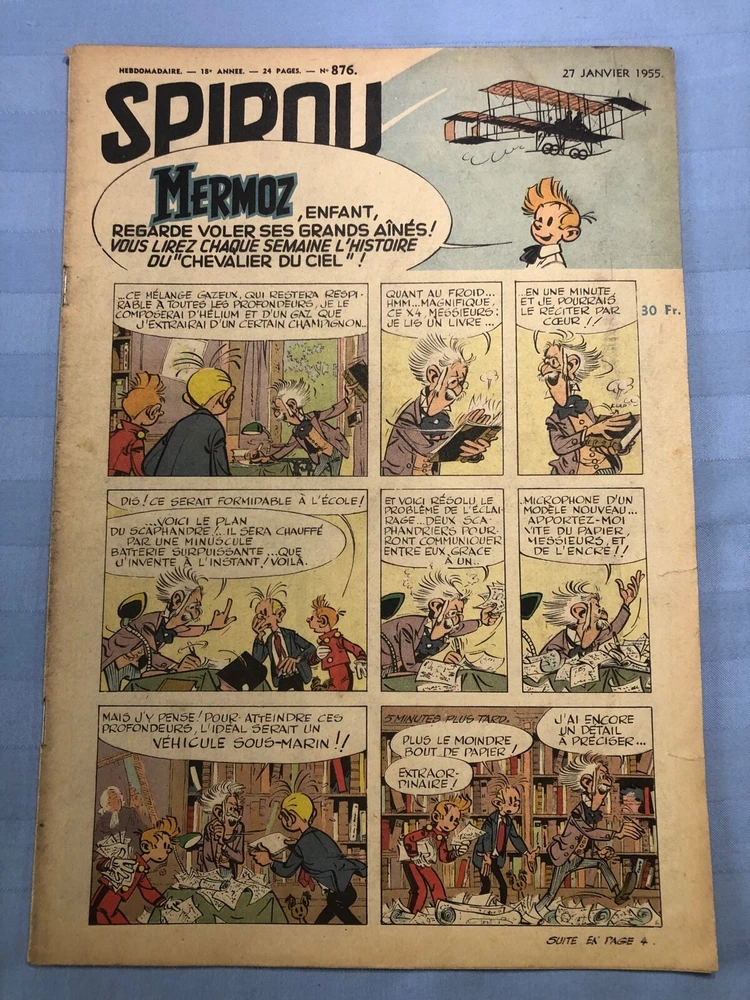 HEBDOMADAIRE. — 18e ANNEE. — 24 PAGES. — No 876.
27 JANVIER 1955.
SPIROU
MERMOZ, ENFANT,
REGARDE VOLER SES GRANDS AÎNÉS!
VOUS LIREZ CHAQUE SEMAINE L'HISTOIRE
DU "CHEVALIER DU CIEL"!
30 Fr.
...CE MÉLANGE GAZEUX, QUI RESTERA RESPI-
RABLE À TOUTES LES PROFONDEURS, JE LE
COMPOSERAI D'HÉLIUM ET D'UN GAZ QUE
J'EXTRAIRAI D'UN CERTAIN CHAMPIGNON...
QUANT AU FROID...
HMM...MAGNIFIQUE,
CE X4, MESSIEURS:
JE LIS UN LIVRE...
...EN UNE MINUTE,
ET JE POURRAIS
LE RÉCITER PAR
CŒUR!!
DIS! CE SERAIT FORMIDABLE À L'ÉCOLE!
...VOICI LE PLAN
DU SCAPHANDRE!..IL SERA CHAUFFÉ
PAR UNE MINUSCULE
BATTERIE SURPUISSANTE...QUE
J'INVENTE À L'INSTANT! VOILÀ.
ET VOICI RÉSOLU LE
PROBLÈME DE L'ÉCLAI-
RAGE...DEUX SCA-
PHANDRIERS POUR-
RONT COMMUNIQUER
ENTRE EUX, GRACE
À UN..
..MICROPHONE D'UN
MODÈLE NOUVEAU...
APPORTEZ-MOI
VITE DU PAPIER,
MESSIEURS, ET
DE L'ENCRE!!
MAIS J'Y PENSE! POUR ATTEINDRE CES
PROFONDEURS, L'IDÉAL SERAIT UN
VÉHICULE SOUS-MARIN!!
5 MINUTES PLUS TARD.
PLUS LE MOINDRE
BOUT DE PAPIER!
EXTRAOR-
DINAIRE!
J'AI ENCORE
UN DÉTAIL
À PRÉCISER...
SUITE EN PAGE 4.